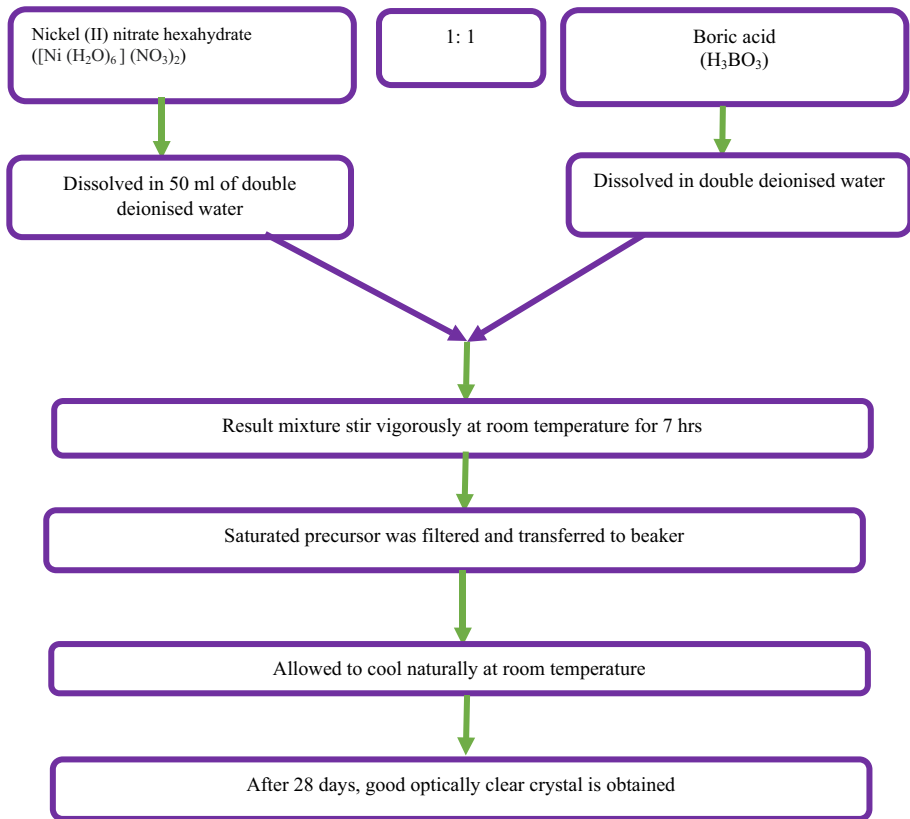 Nickel (II) nitrate hexahydrate
([Ni (H₂O)₆] (NO₃)₂)
1: 1
Boric acid
(H₃BO₃)
Dissolved in 50 ml of double
deionised water
Dissolved in double deionised water
Result mixture stir vigorously at room temperature for 7 hrs
Saturated precursor was filtered and transferred to beaker
Allowed to cool naturally at room temperature
After 28 days, good optically clear crystal is obtained